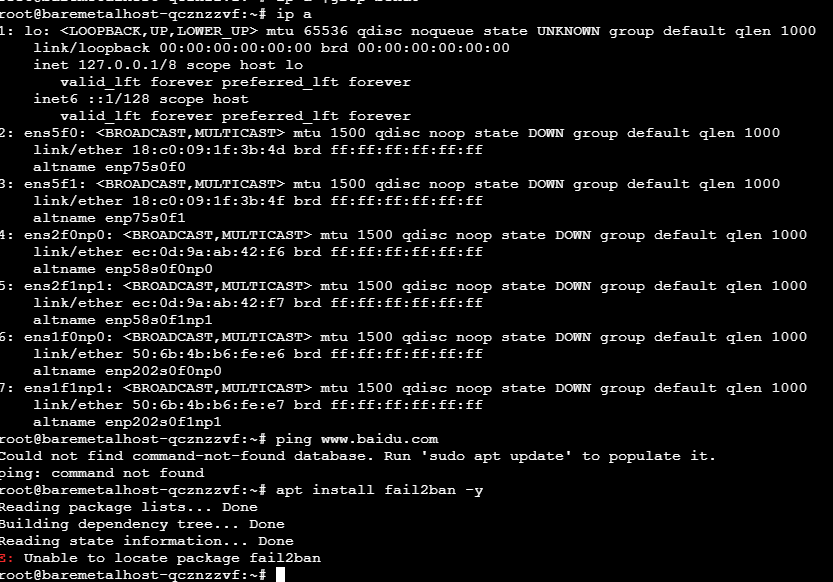 root@baremetalhost-qcznzzvf:~# ip a
1: lo: <LOOPBACK,UP,LOWER_UP> mtu 65536 qdisc noqueue state UNKNOWN group default qlen 1000
    link/loopback 00:00:00:00:00:00 brd 00:00:00:00:00:00
    inet 127.0.0.1/8 scope host lo
       valid_lft forever preferred_lft forever
    inet6 ::1/128 scope host
       valid_lft forever preferred_lft forever
2: ens5f0: <BROADCAST,MULTICAST> mtu 1500 qdisc noop state DOWN group default qlen 1000
    link/ether 18:c0:09:1f:3b:4d brd ff:ff:ff:ff:ff:ff
    altname enp75s0f0
3: ens5f1: <BROADCAST,MULTICAST> mtu 1500 qdisc noop state DOWN group default qlen 1000
    link/ether 18:c0:09:1f:3b:4f brd ff:ff:ff:ff:ff:ff
    altname enp75s0f1
4: ens2f0np0: <BROADCAST,MULTICAST> mtu 1500 qdisc noop state DOWN group default qlen 1000
    link/ether ec:0d:9a:ab:42:f6 brd ff:ff:ff:ff:ff:ff
    altname enp58s0f0np0
5: ens2f1np1: <BROADCAST,MULTICAST> mtu 1500 qdisc noop state DOWN group default qlen 1000
    link/ether ec:0d:9a:ab:42:f7 brd ff:ff:ff:ff:ff:ff
    altname enp58s0f1np1
6: ens1f0np0: <BROADCAST,MULTICAST> mtu 1500 qdisc noop state DOWN group default qlen 1000
    link/ether 50:6b:4b:b6:fe:e6 brd ff:ff:ff:ff:ff:ff
    altname enp202s0f0np0
7: ens1f1np1: <BROADCAST,MULTICAST> mtu 1500 qdisc noop state DOWN group default qlen 1000
    link/ether 50:6b:4b:b6:fe:e7 brd ff:ff:ff:ff:ff:ff
    altname enp202s0f1np1
root@baremetalhost-qcznzzvf:~# ping www.baidu.com
Could not find command-not-found database. Run 'sudo apt update' to populate it.
ping: command not found
root@baremetalhost-qcznzzvf:~# apt install fail2ban -y
Reading package lists... Done
Building dependency tree... Done
Reading state information... Done
E: Unable to locate package fail2ban
root@baremetalhost-qcznzzvf:~#